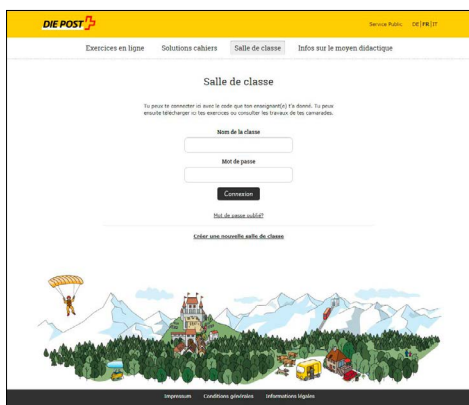 DIE POST
Service Public DE|FR|IT
Exercices en ligne Solutions cahiers Salle de classe Infos sur le moyen didactique
Salle de classe
Tu peux te connecter ici avec le code que ton enseignant(e) t'a donné. Tu peux
ensuite télécharger ici tes exercices ou consulter les travaux de tes camarades.
Nom de la classe
Mot de passe
Connexion
Mot de passe oublié?
Créer une nouvelle salle de classe
Impressum Conditions générales Informations légales